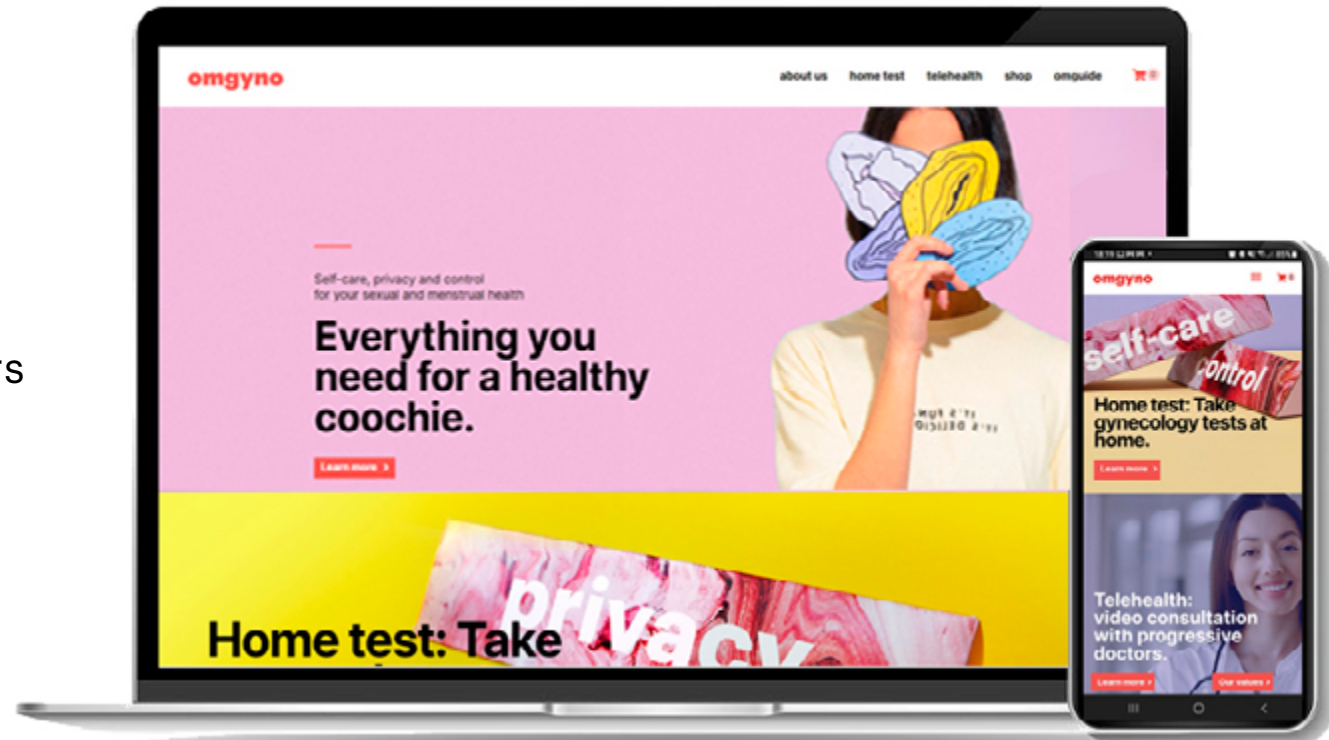 omgyno
about us home test telehealth shop omguide
Self-care, privacy and control
for your sexual and menstrual health
Everything you
need for a healthy
coochie.
Learn more >
privacy
Home test: Take
omgyno
self-care
control
Home test: Take
gynecology tests at
home.
Learn more >
Telehealth:
video consultation
with progressive
doctors.
Learn more > Our values >